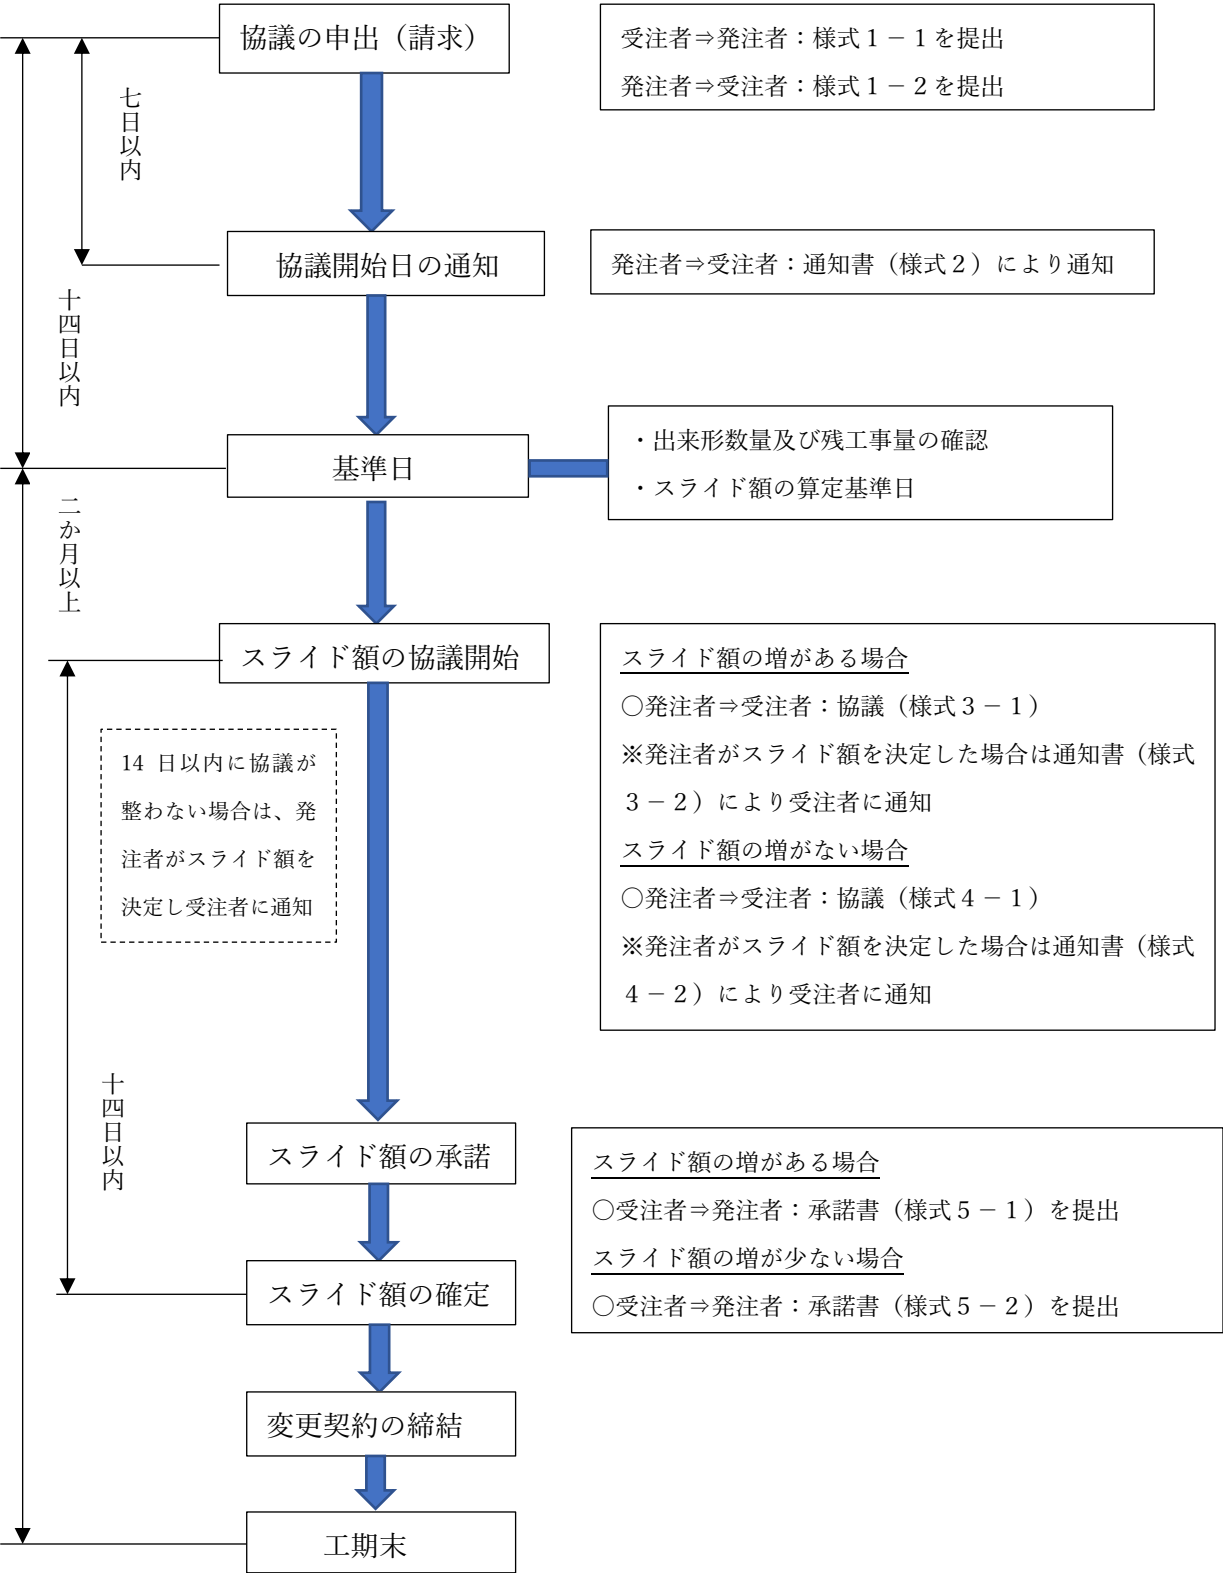 協議の申出（請求）
受注者⇒発注者：様式１－１を提出
発注者⇒受注者：様式１－２を提出
七日以内
協議開始日の通知
発注者⇒受注者：通知書（様式２）により通知
十四日以内
基準日
・出来形数量及び残工事量の確認
・スライド額の算定基準日
二か月以上
スライド額の協議開始
スライド額の増がある場合
○発注者⇒受注者：協議（様式３－１）
※発注者がスライド額を決定した場合は通知書（様式
３－２）により受注者に通知
スライド額の増がない場合
○発注者⇒受注者：協議（様式４－１）
※発注者がスライド額を決定した場合は通知書（様式
４－２）により受注者に通知
14 日以内に協議が
整わない場合は、発
注者がスライド額を
決定し受注者に通知
十四日以内
スライド額の承諾
スライド額の増がある場合
○受注者⇒発注者：承諾書（様式５－１）を提出
スライド額の増が少ない場合
○受注者⇒発注者：承諾書（様式５－２）を提出
スライド額の確定
変更契約の締結
工期末